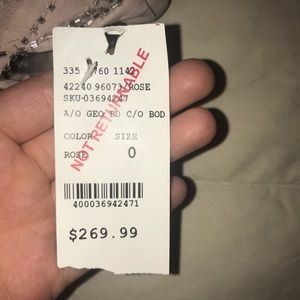 335 760 1142
42240 96073/ROSE
SKU-03694247
A/O GEO BD C/O BOD
COLOR SIZE
ROSE 0
NOT RETURNABLE
400036942471
$269.99